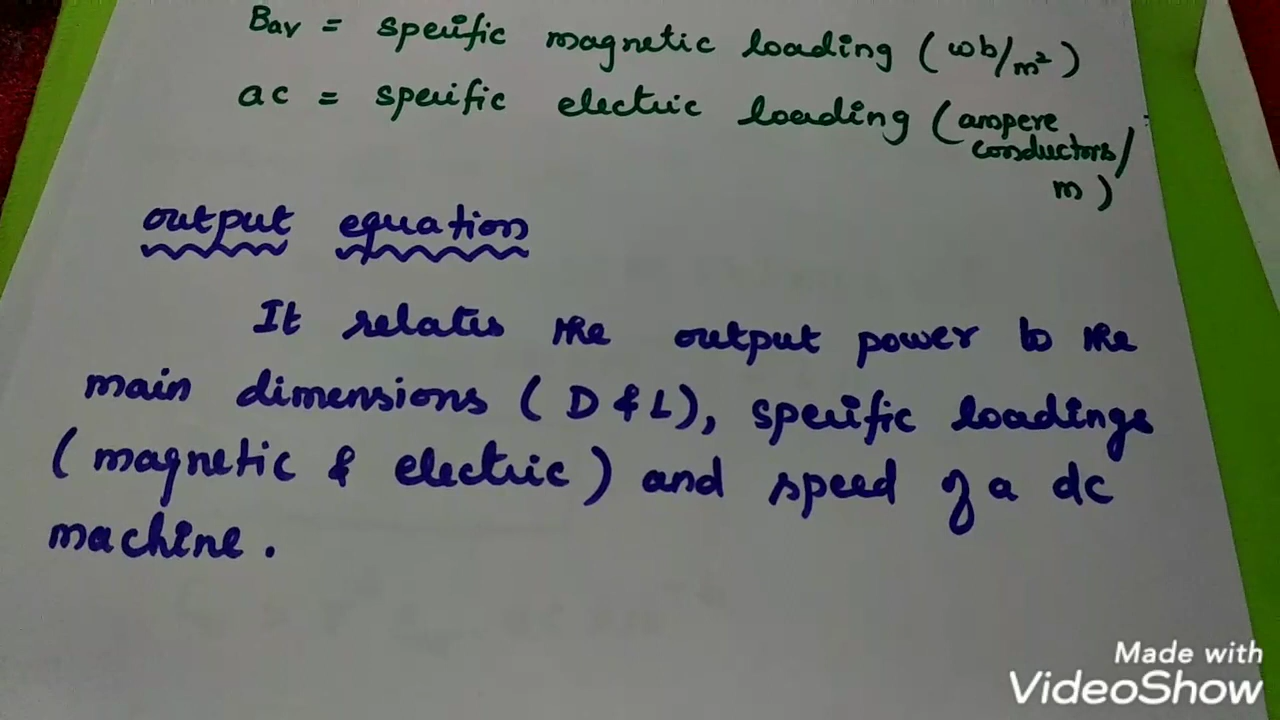 Bav = specific magnetic loading (wb/m²)
ac = specific electric loading (ampere
conductors/
m)
output equation
It relates the output power to the
main dimensions (D & L), specific loadings
(magnetic & electric) and speed of a dc
machine.
Made with
VideoShow